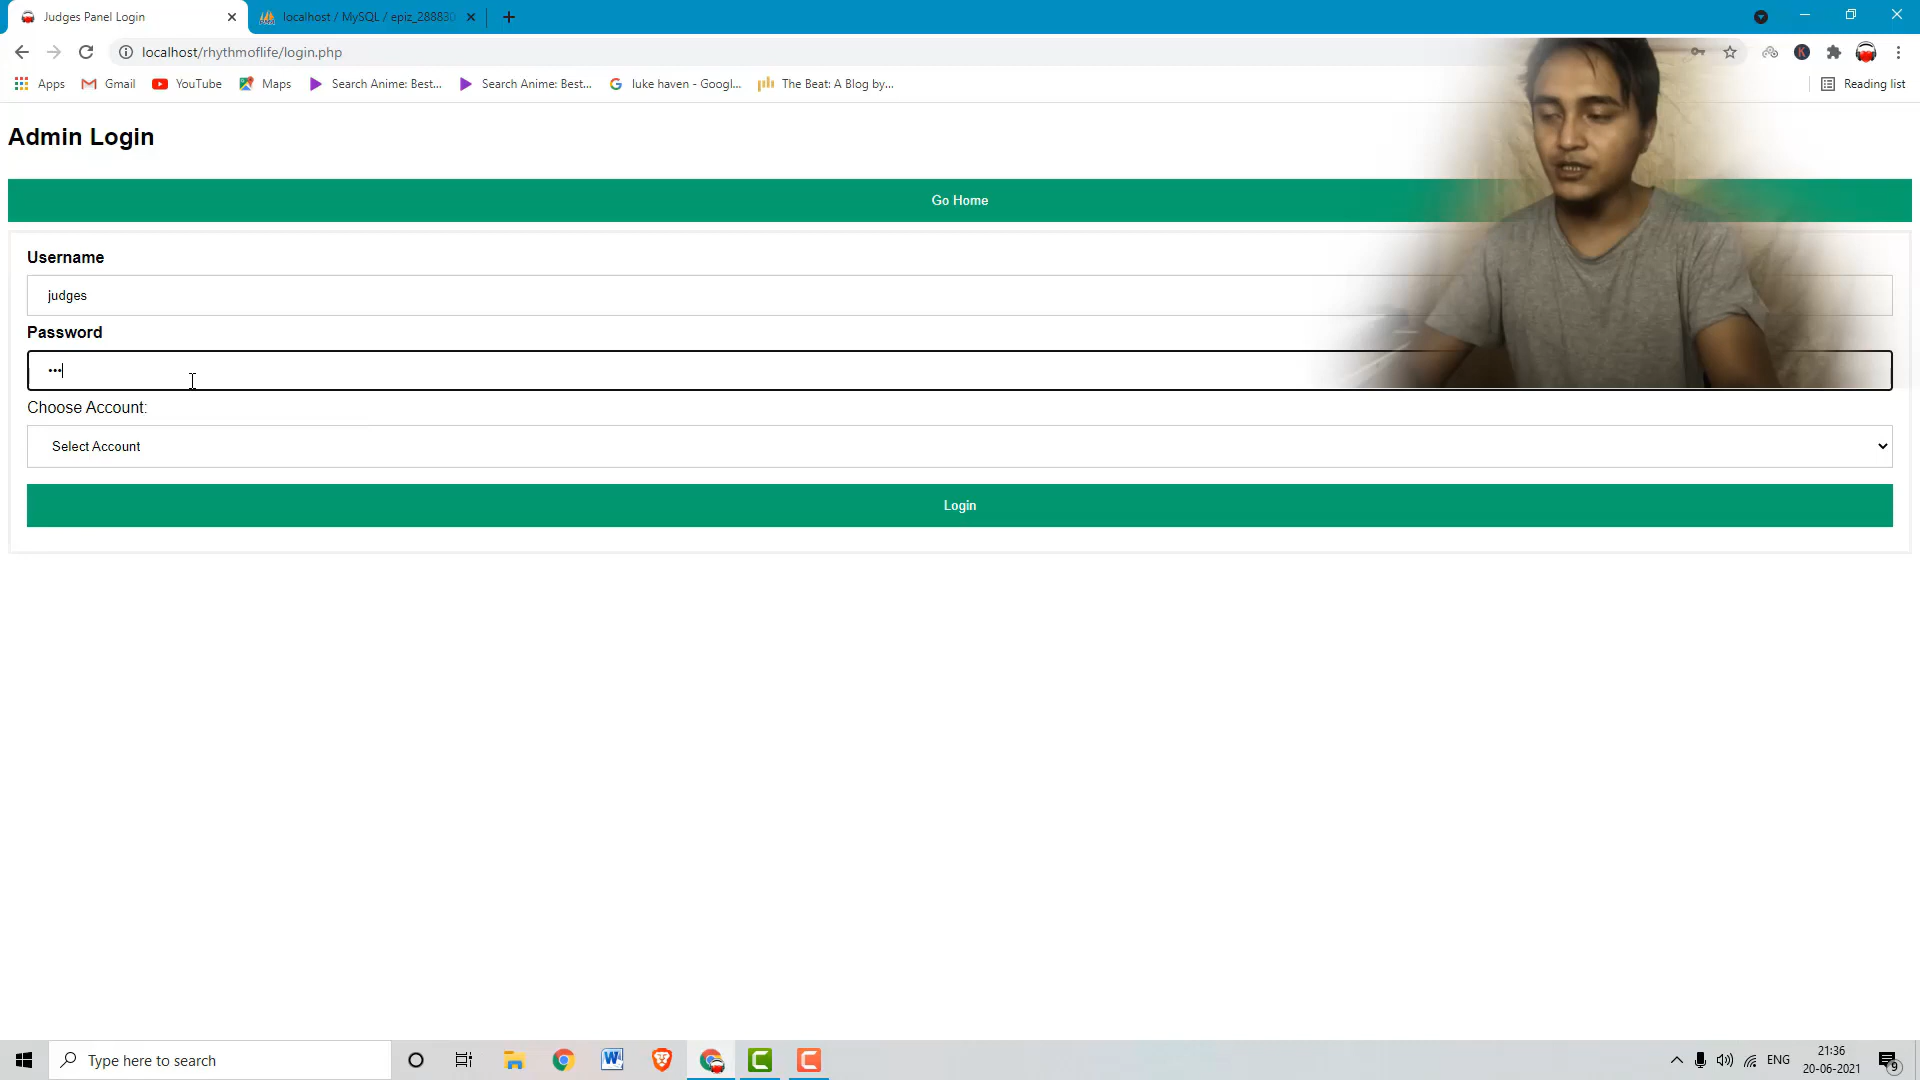 Judges Panel Login
localhost / MySQL / epiz_28883
localhost/rhythmoflife/login.php
Apps Gmail YouTube Maps Search Anime: Best... Search Anime: Best... luke haven - Googl... The Beat: A Blog by... Reading list
Admin Login
Go Home
Username
judges
Password
Choose Account:
Select Account
Login
Type here to search
ENG
21:36
20-06-2021
9